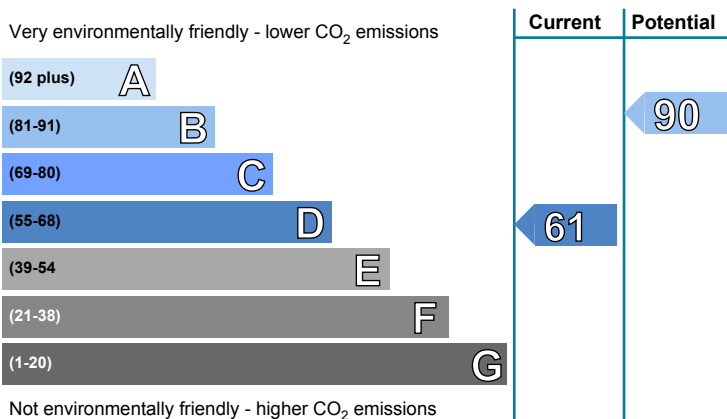 Very environmentally friendly - lower CO2 emissions
Current
Potential
(92 plus) A
(81-91) B
90
(69-80) C
(55-68) D
61
(39-54 E
(21-38) F
(1-20) G
Not environmentally friendly - higher CO2 emissions